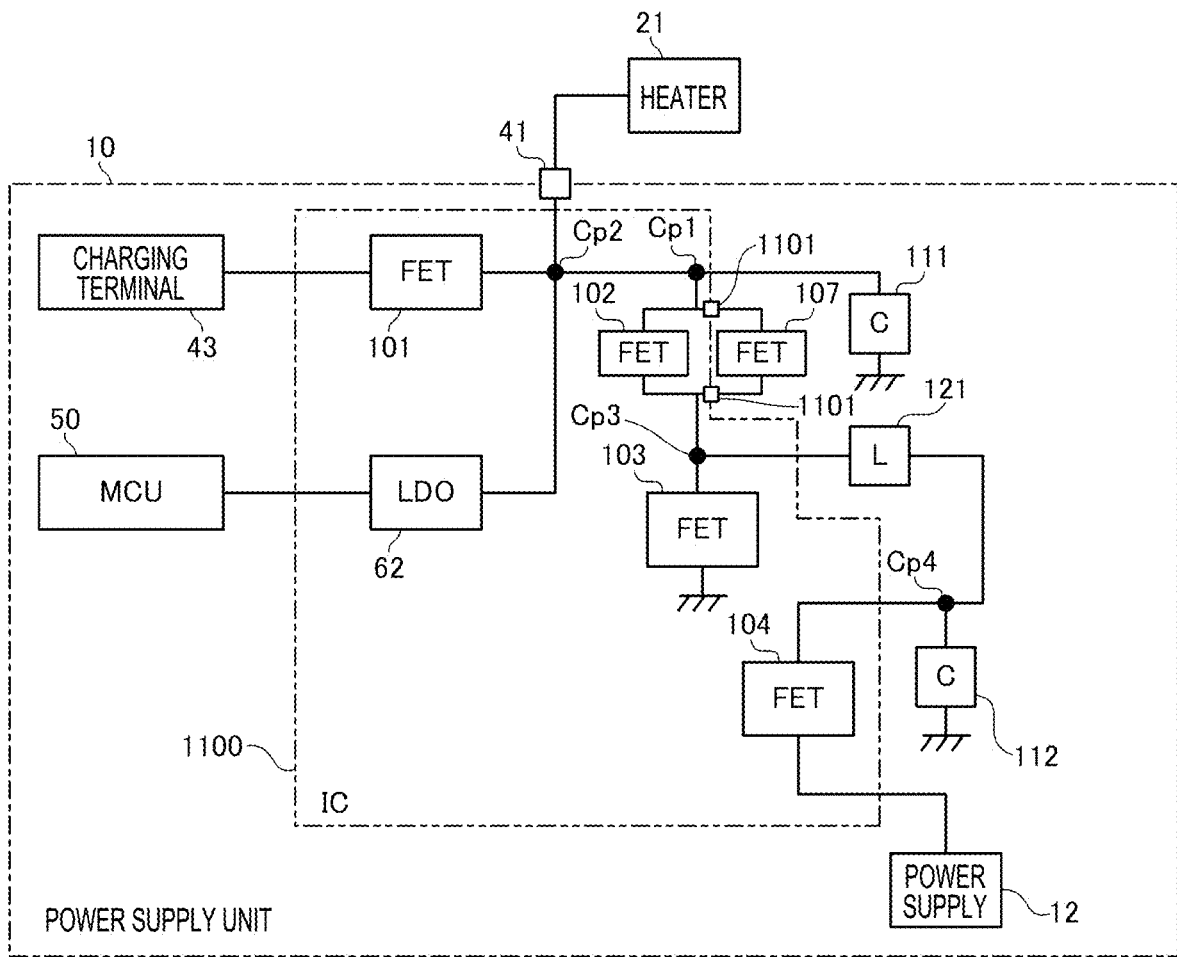 21
HEATER
41
10
CHARGING
TERMINAL
43
FET
101
Cp2
Cp1
1101
111
C
102
FET
107
FET
1101
Cp3
121
L
50
MCU
LDO
62
103
FET
Cp4
104
FET
C
112
1100
IC
POWER
SUPPLY
12
POWER SUPPLY UNIT